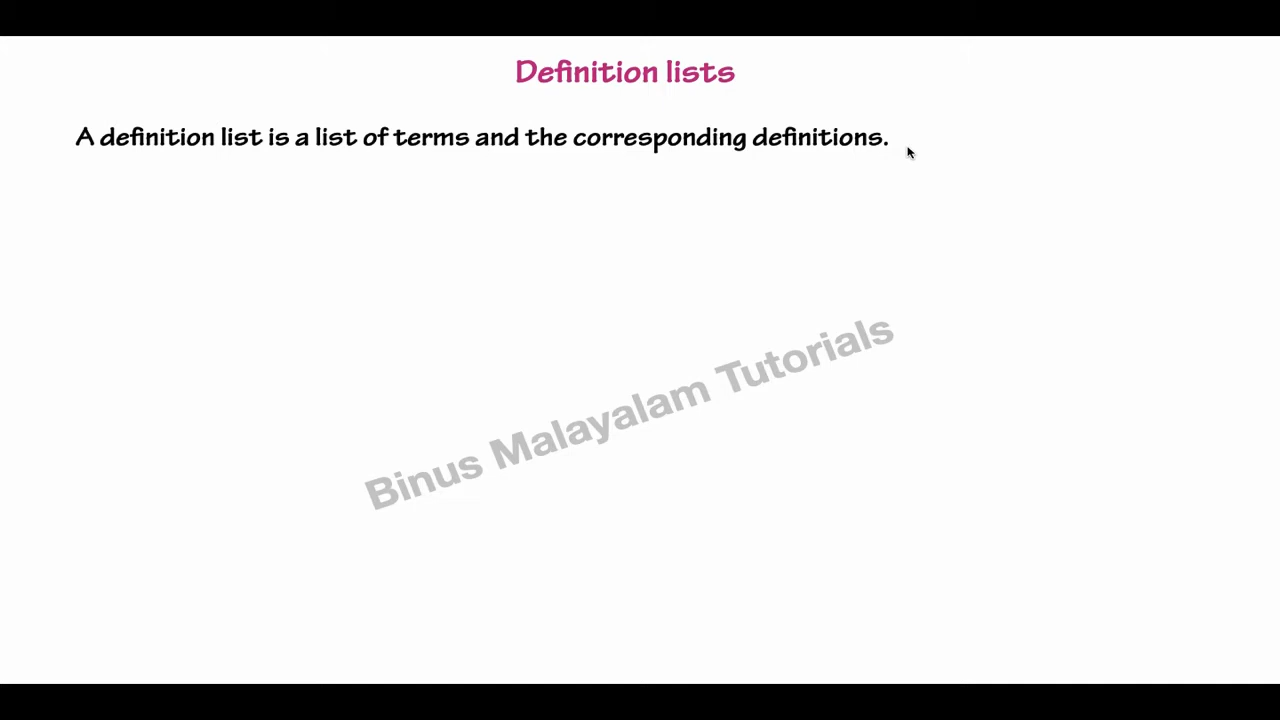 Definition lists
A definition list is a list of terms and the corresponding definitions.
Binus Malayalam Tutorials